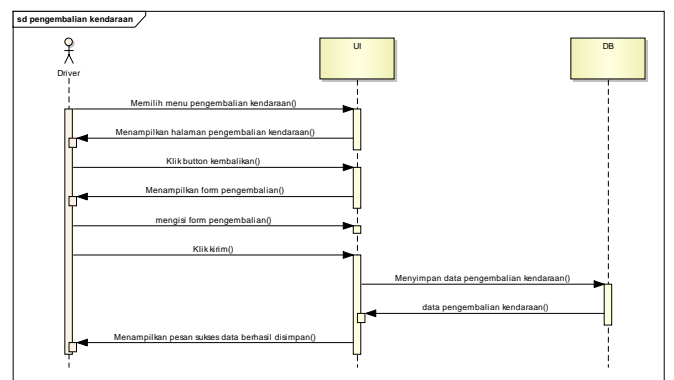 sd pengembalian kendaraan
Driver
UI
DB
Memilih menu pengembalian kendaraan()
Menampilkan halaman pengembalian kendaraan()
Klik button kembalikan()
Menampilkan form pengembalian()
mengisi form pengembalian()
Klik kirim()
Menyimpan data pengembalian kendaraan()
data pengembalian kendaraan()
Menampilkan pesan sukses data berhasil disimpan()